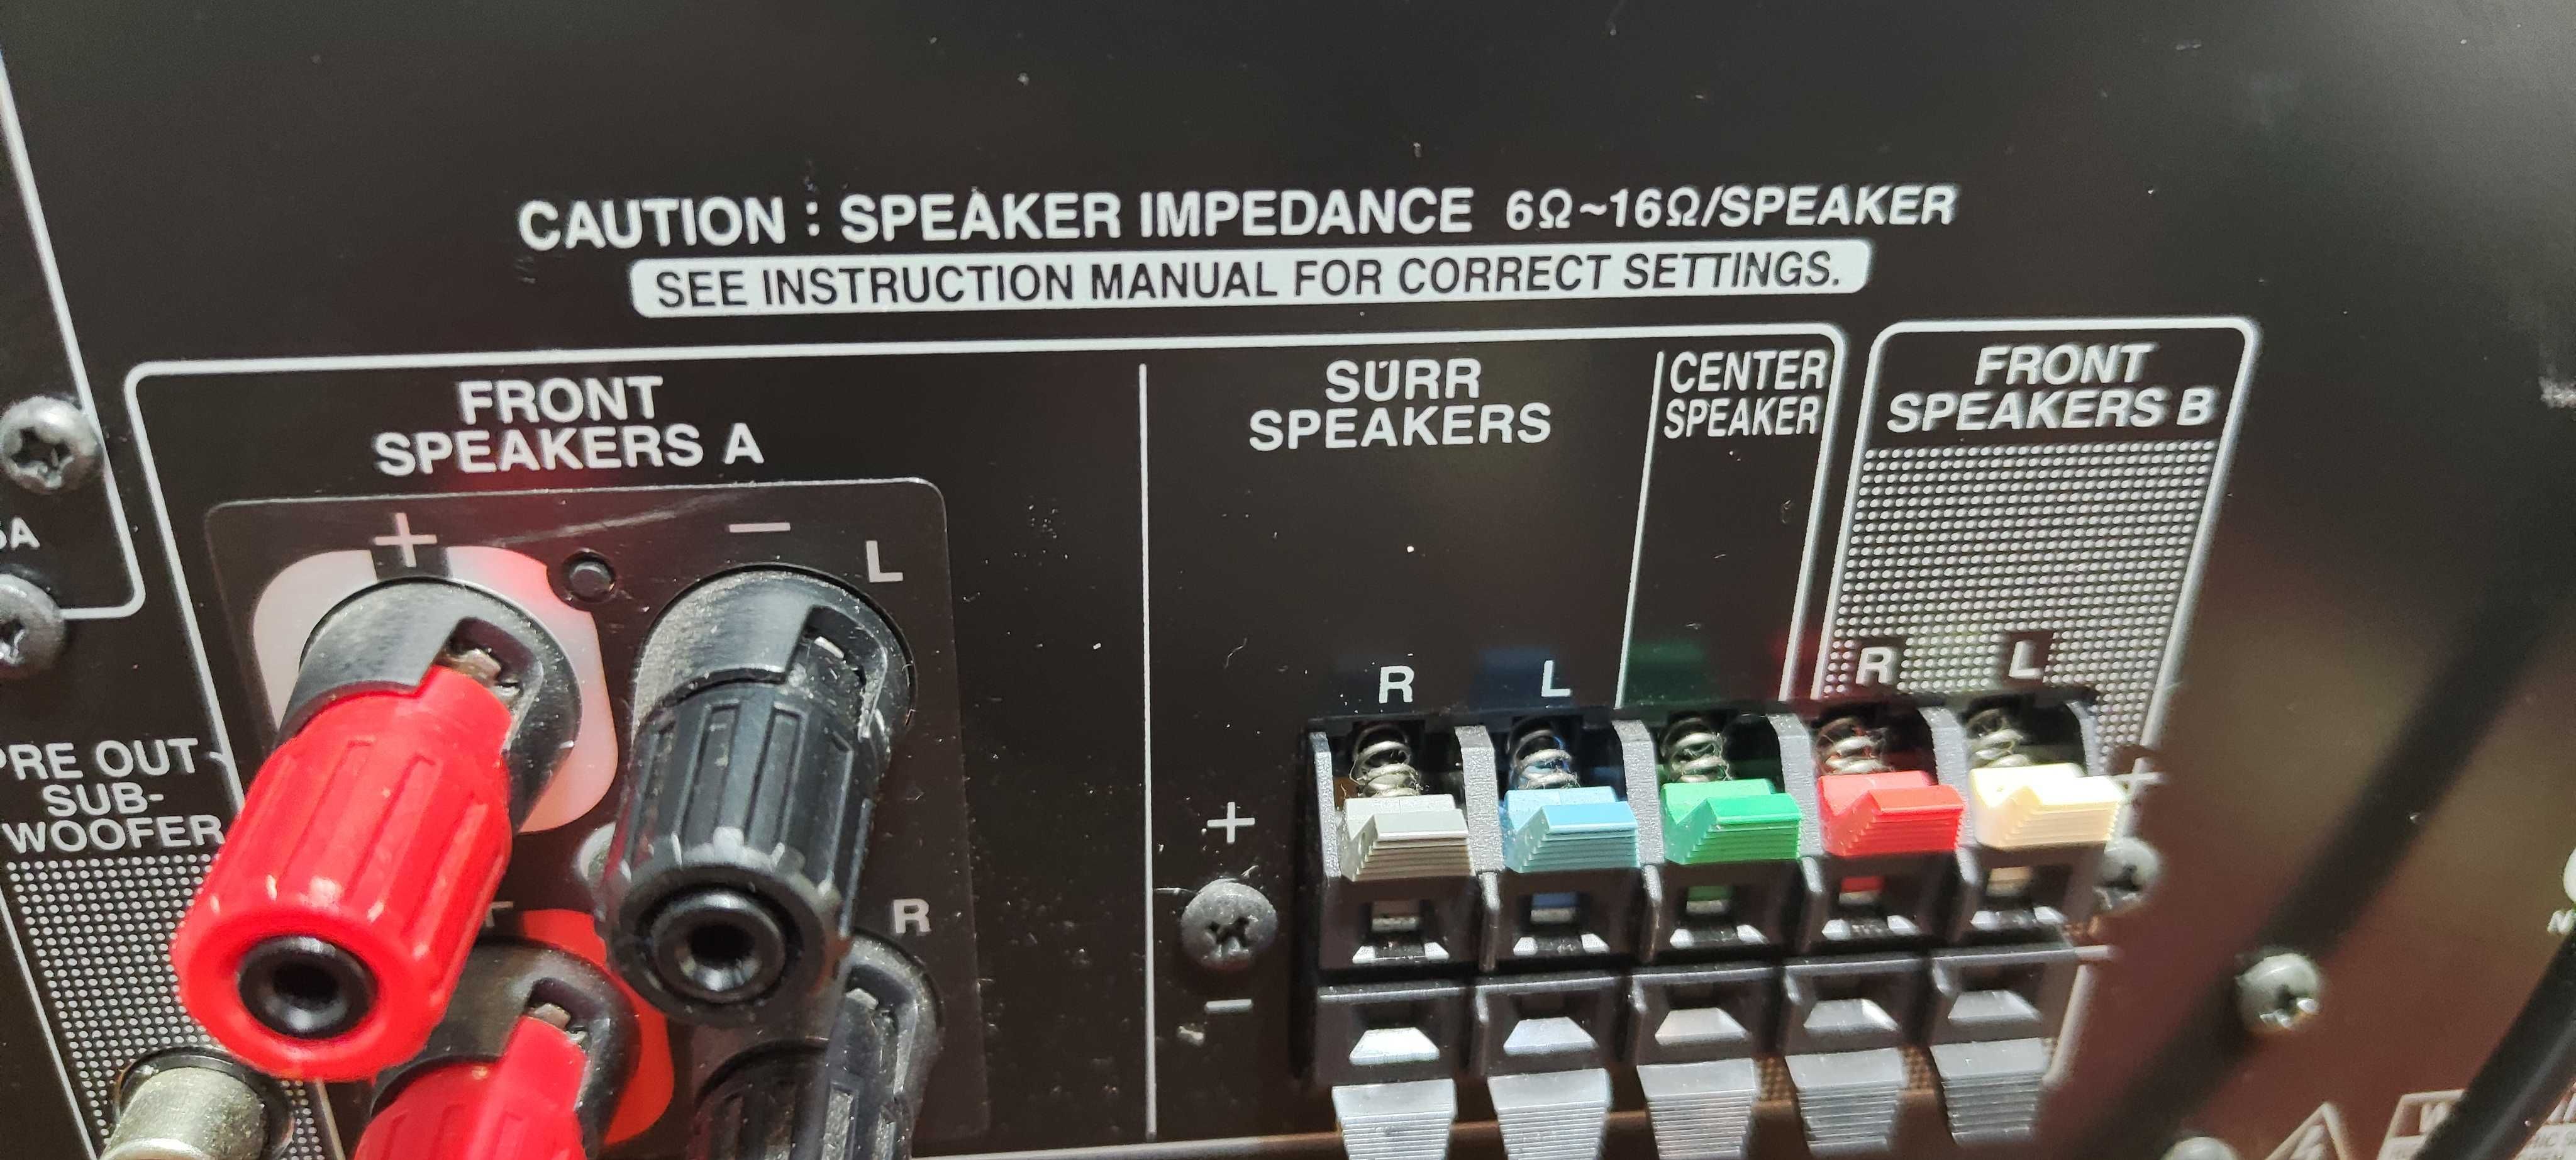 CAUTION : SPEAKER IMPEDANCE 6Ω~16Ω/SPEAKER
SEE INSTRUCTION MANUAL FOR CORRECT SETTINGS.
FRONT
SPEAKERS A
+ −
L
R
SURR
SPEAKERS
R L
+
−
CENTER
SPEAKER
FRONT
SPEAKERS B
R L
+
−
PRE OUT
SUB-
WOOFER